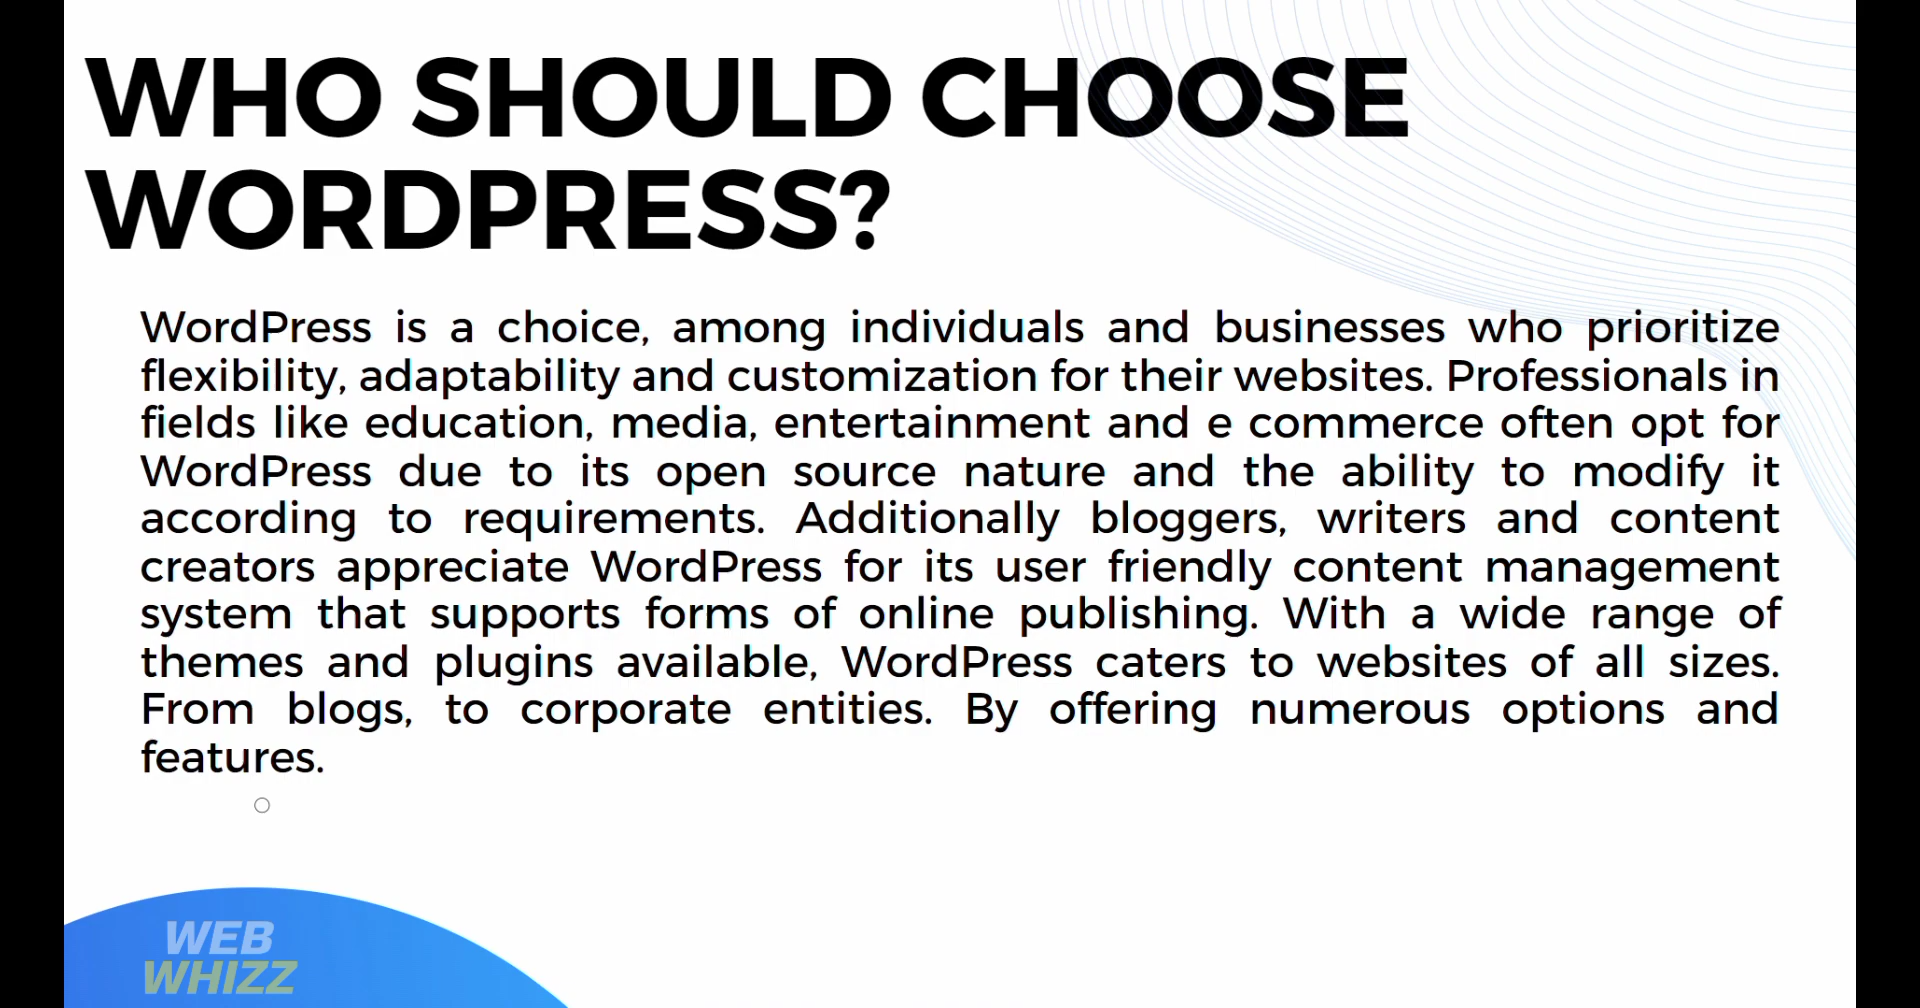 WHO SHOULD CHOOSE
WORDPRESS?
WordPress is a choice, among individuals and businesses who prioritize
flexibility, adaptability and customization for their websites. Professionals in
fields like education, media, entertainment and e commerce often opt for
WordPress due to its open source nature and the ability to modify it
according to requirements. Additionally bloggers, writers and content
creators appreciate WordPress for its user friendly content management
system that supports forms of online publishing. With a wide range of
themes and plugins available, WordPress caters to websites of all sizes.
From blogs, to corporate entities. By offering numerous options and
features.
WEB
WHIZZ